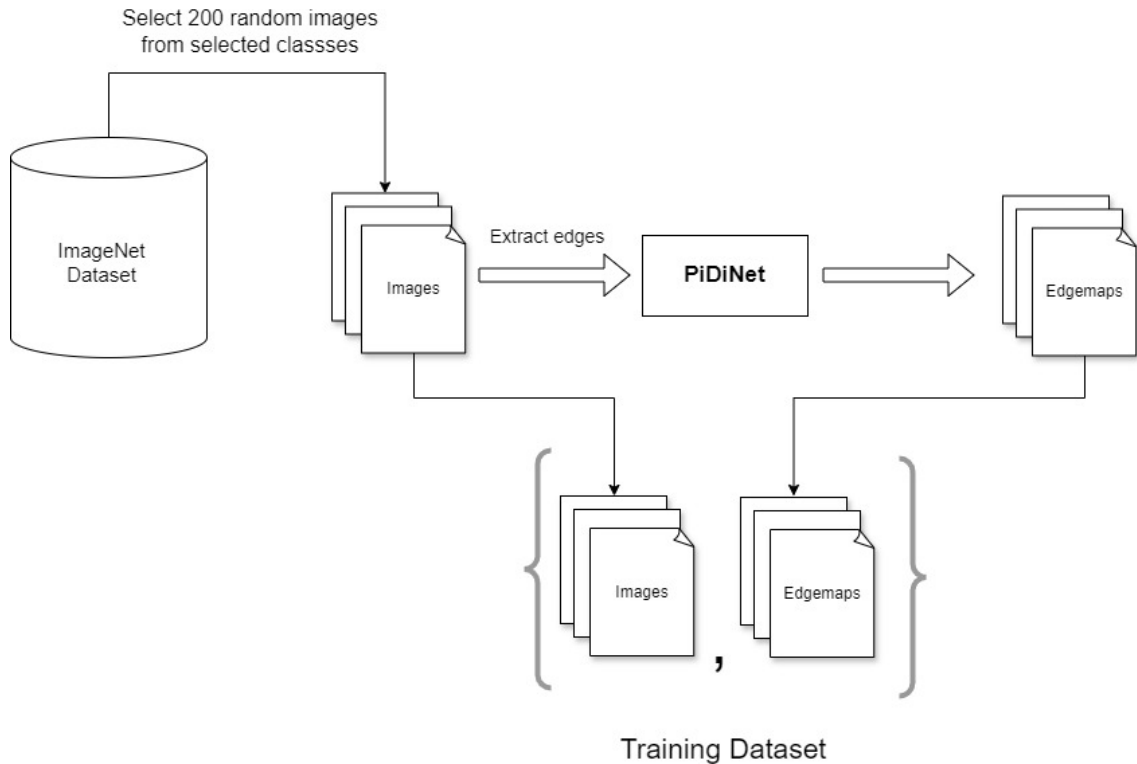 Select 200 random images
from selected classses
ImageNet
Dataset
Images
Extract edges
PiDiNet
Edgemaps
Images
,
Edgemaps
Training Dataset